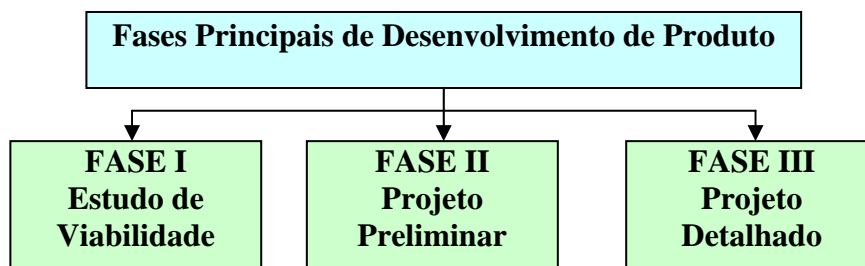 Fases Principais de Desenvolvimento de Produto
FASE I
Estudo de
Viabilidade
FASE II
Projeto
Preliminar
FASE III
Projeto
Detalhado